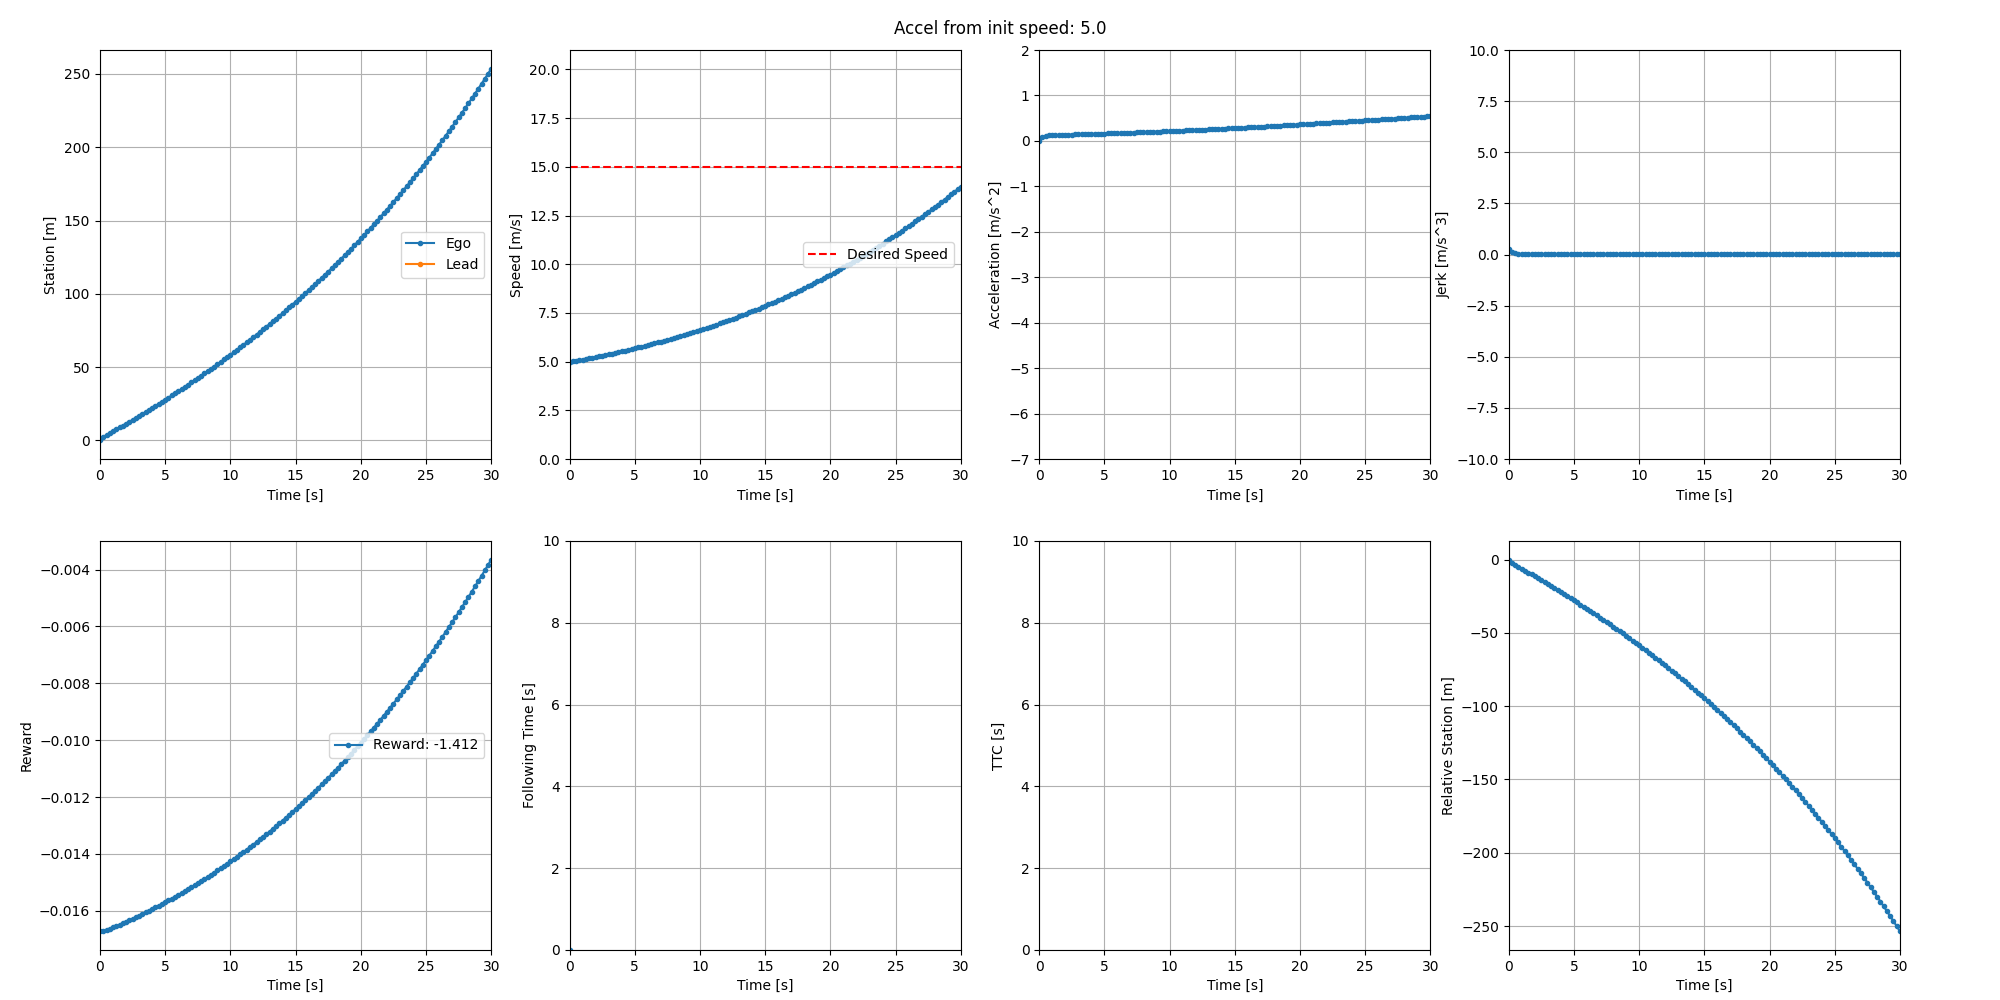 Accel from init speed: 5.0
Station [m]
250
200
150
100
50
0
Ego
Lead
0 5 10 15 20 25 30
Time [s]
Speed [m/s]
20.0
17.5
15.0
12.5
10.0
7.5
5.0
2.5
0.0
Desired Speed
0 5 10 15 20 25 30
Time [s]
Acceleration [m/s^2]
2
1
0
−1
−2
−3
−4
−5
−6
−7
0 5 10 15 20 25 30
Time [s]
Jerk [m/s^3]
10.0
7.5
5.0
2.5
0.0
−2.5
−5.0
−7.5
−10.0
0 5 10 15 20 25 30
Time [s]
Reward
−0.004
−0.006
−0.008
−0.010
−0.012
−0.014
−0.016
Reward: -1.412
0 5 10 15 20 25 30
Time [s]
Following Time [s]
10
8
6
4
2
0
0 5 10 15 20 25 30
Time [s]
TTC [s]
10
8
6
4
2
0
0 5 10 15 20 25 30
Time [s]
Relative Station [m]
0
−50
−100
−150
−200
−250
0 5 10 15 20 25 30
Time [s]